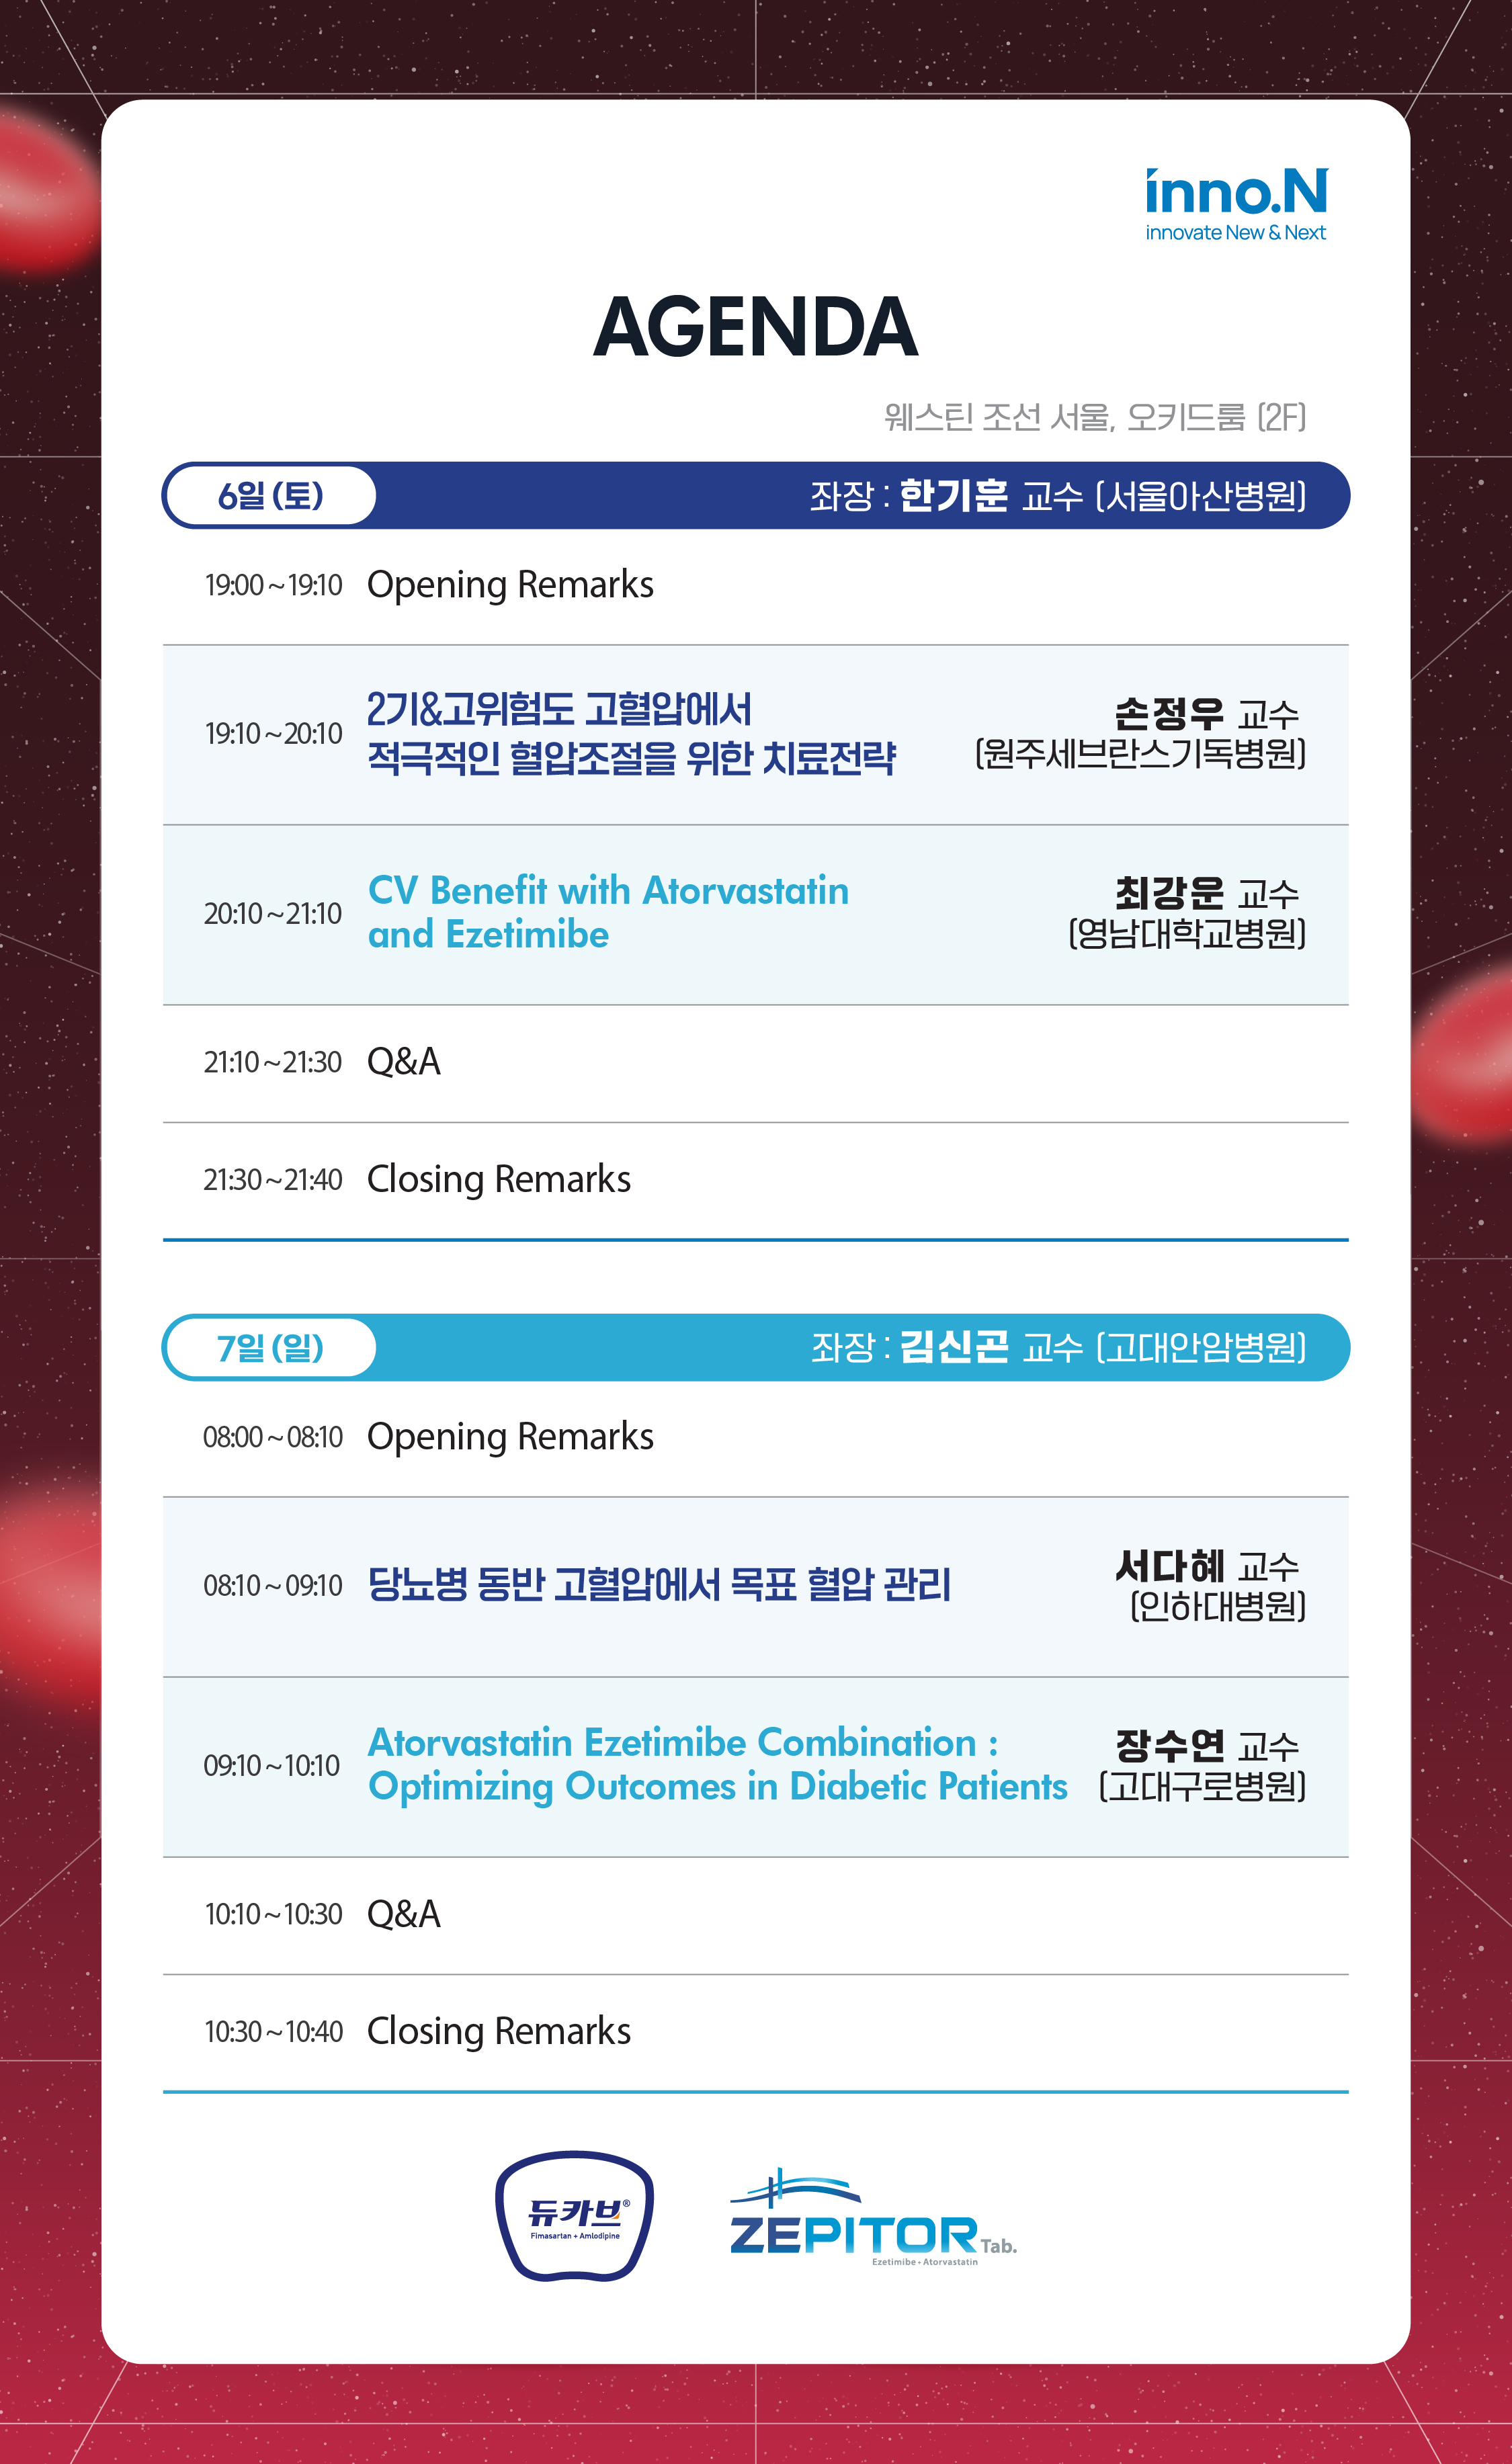 inno.N
innovate New & Next
AGENDA
웨스틴 조선 서울, 오키드룸 (2F)
6일 (토) 좌장 : 한기훈 교수 (서울아산병원)
19:00 ~ 19:10 Opening Remarks
19:10 ~ 20:10
2기&고위험도 고혈압에서
적극적인 혈압조절을 위한 치료전략
손정우 교수
(원주세브란스기독병원)
20:10 ~ 21:10
CV Benefit with Atorvastatin
and Ezetimibe
최강운 교수
(영남대학교병원)
21:10 ~ 21:30 Q&A
21:30 ~ 21:40 Closing Remarks
7일 (일) 좌장 : 김신곤 교수 (고대안암병원)
08:00 ~ 08:10 Opening Remarks
08:10 ~ 09:10 당뇨병 동반 고혈압에서 목표 혈압 관리
서다혜 교수
(인하대병원)
09:10 ~ 10:10
Atorvastatin Ezetimibe Combination :
Optimizing Outcomes in Diabetic Patients
장수연 교수
(고대구로병원)
10:10 ~ 10:30 Q&A
10:30 ~ 10:40 Closing Remarks
듀카브®
Fimasartan + Amlodipine
ZEPITOR Tab.
Ezetimibe + Atorvastatin